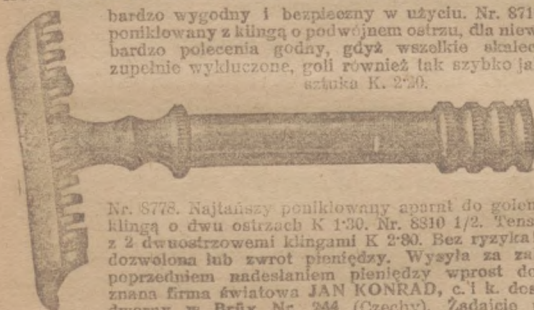 bardzo wygodny i bezpieczny w użyciu. Nr. 871
poniklowany z klingą o podwójnem ostrzu, dla niew
bardzo polecenia godny, gdyż wszelkie skalec
zupełnie wykluczone, goli również tak szybko ja
sztuka K. 2·20.
Nr. 8778. Najtańszy poniklowany aparat do golen
klingą o dwu ostrzach K 1·30. Nr. 8810 1/2. Tens
z 2 dwuostrzowemi klingami K 2·80. Bez ryzyka
dozwolona lub zwrot pieniędzy. Wysyła za za
poprzedniem nadesłaniem pieniędzy wprost do
znana firma światowa JAN KONRAD, c. i k. dos
dworny w Brüx Nr. 244 (Czechy). Żądajcie